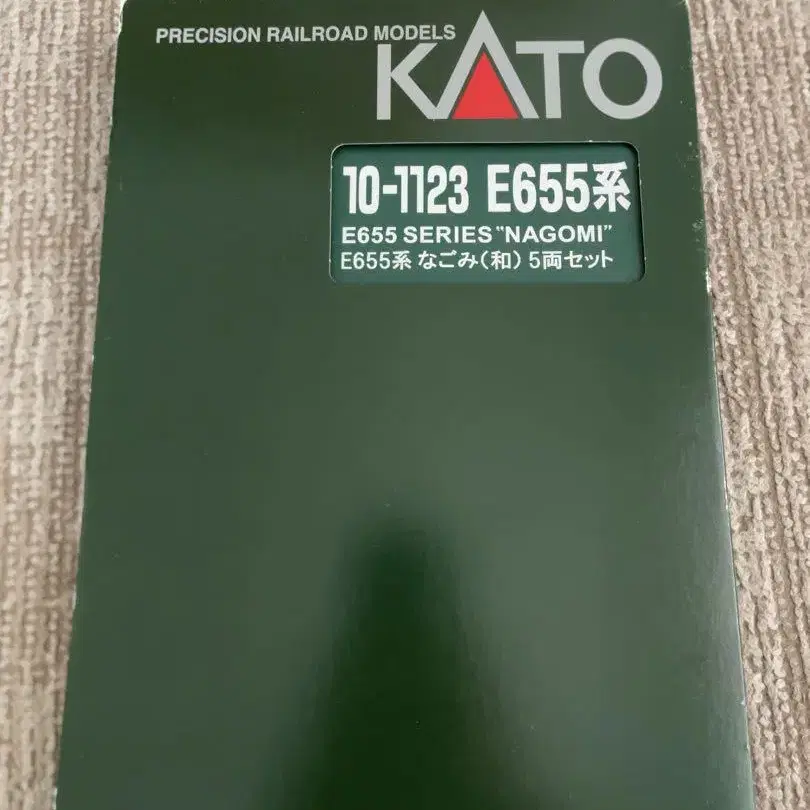 PRECISION RAILROAD MODELS
KATO
10-1123 E655系
E655 SERIES "NAGOMI"
E655系 なごみ(和) 5両セット